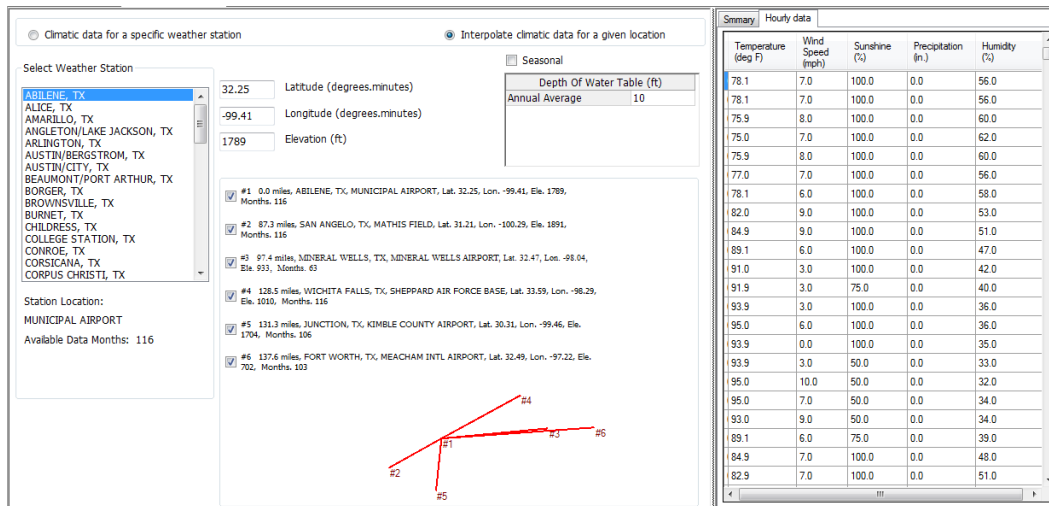 Climatic data for a specific weather station
Interpolate climatic data for a given location
Select Weather Station
ABILENE, TX
ALICE, TX
AMARILLO, TX
ANGLETON/LAKE JACKSON, TX
ARLINGTON, TX
AUSTIN/BERGSTROM, TX
AUSTIN/CITY, TX
BEAUMONT/PORT ARTHUR, TX
BORGER, TX
BROWNSVILLE, TX
BURNET, TX
CHILDRESS, TX
COLLEGE STATION, TX
CONROE, TX
CORSICANA, TX
CORPUS CHRISTI, TX
Station Location:
MUNICIPAL AIRPORT
Available Data Months: 116
32.25 Latitude (degrees.minutes)
-99.41 Longitude (degrees.minutes)
1789 Elevation (ft)
Seasonal
Depth Of Water Table (ft)
Annual Average 10
#1 0.0 miles, ABILENE, TX, MUNICIPAL AIRPORT, Lat. 32.25, Lon. -99.41, Ele. 1789,
Months. 116
#2 87.3 miles, SAN ANGELO, TX, MATHIS FIELD, Lat. 31.21, Lon. -100.29, Ele. 1891,
Months. 116
#3 97.4 miles, MINERAL WELLS, TX, MINERAL WELLS AIRPORT, Lat. 32.47, Lon. -98.04,
Ele. 933, Months. 63
#4 128.5 miles, WICHITA FALLS, TX, SHEPPARD AIR FORCE BASE, Lat. 33.59, Lon. -98.29,
Ele. 1010, Months. 116
#5 131.3 miles, JUNCTION, TX, KIMBLE COUNTY AIRPORT, Lat. 30.31, Lon. -99.46, Ele.
1704, Months. 106
#6 137.6 miles, FORT WORTH, TX, MEACHAM INTL AIRPORT, Lat. 32.49, Lon. -97.22, Ele.
702, Months. 103
#4
#3
#6
#1
#2
#5
Smmary Hourly data
Temperature (deg F) Wind Speed (mph) Sunshine (%) Precipitation (in.) Humidity (%)
78.1 7.0 100.0 0.0 56.0
78.1 7.0 100.0 0.0 56.0
75.9 8.0 100.0 0.0 60.0
75.0 7.0 100.0 0.0 62.0
75.9 8.0 100.0 0.0 60.0
77.0 7.0 100.0 0.0 56.0
78.1 6.0 100.0 0.0 58.0
82.0 9.0 100.0 0.0 53.0
84.9 9.0 100.0 0.0 51.0
89.1 6.0 100.0 0.0 47.0
91.0 3.0 100.0 0.0 42.0
91.9 3.0 75.0 0.0 40.0
93.9 3.0 100.0 0.0 36.0
95.0 6.0 100.0 0.0 36.0
93.9 0.0 100.0 0.0 35.0
93.9 3.0 50.0 0.0 33.0
95.0 10.0 50.0 0.0 32.0
95.0 7.0 50.0 0.0 34.0
93.0 9.0 50.0 0.0 34.0
89.1 6.0 75.0 0.0 39.0
84.9 7.0 100.0 0.0 48.0
82.9 7.0 100.0 0.0 51.0